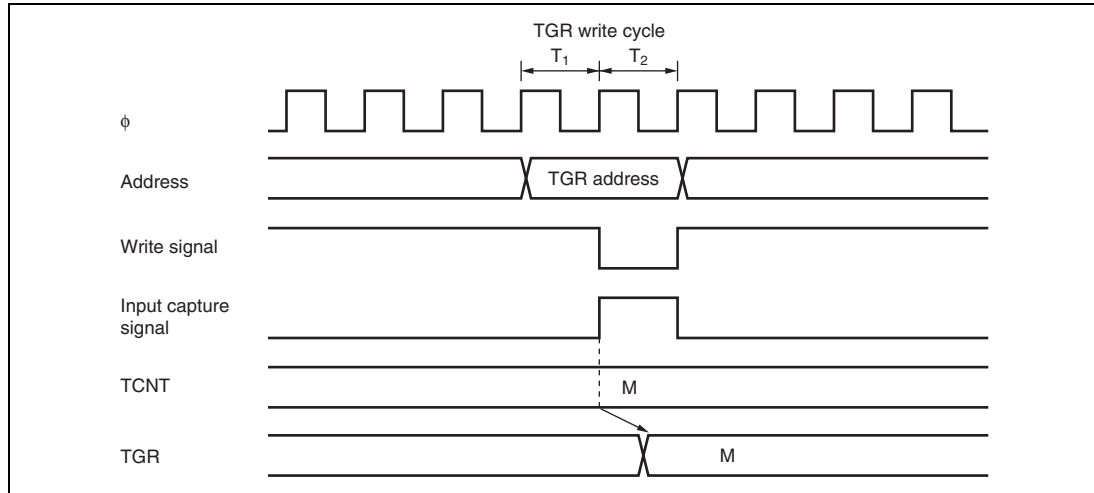 TGR write cycle
T₁ T₂
φ
Address
TGR address
Write signal
Input capture
signal
TCNT
M
TGR
M